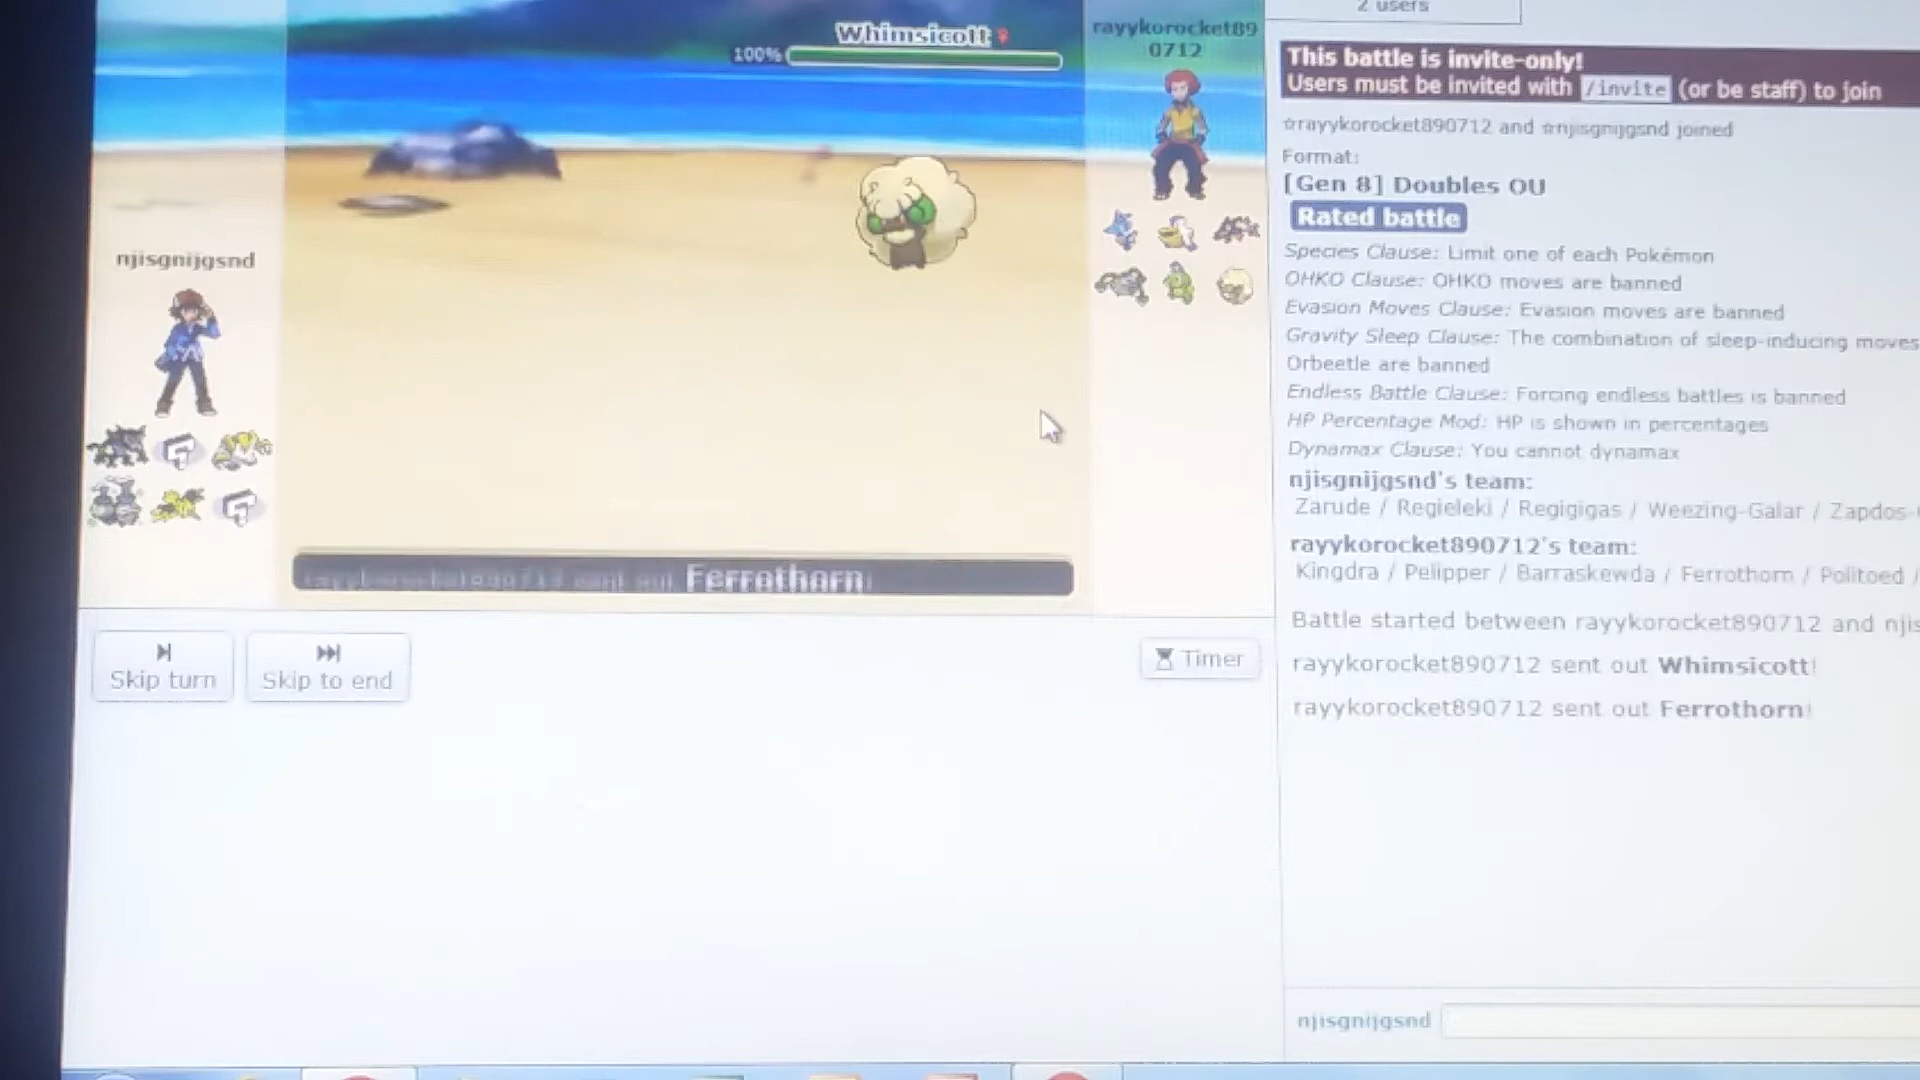 Whimsicott
100%
rayykorocket89
0712
njisgnijgsnd
Ferrothorn!
Skip turn
Skip to end
Timer
2 users
This battle is invite-only!
Users must be invited with /invite (or be staff) to join
☆rayykorocket890712 and ☆njisgnijgsnd joined
Format:
[Gen 8] Doubles OU
Rated battle
Species Clause: Limit one of each Pokémon
OHKO Clause: OHKO moves are banned
Evasion Moves Clause: Evasion moves are banned
Gravity Sleep Clause: The combination of sleep-inducing moves
Orbeetle are banned
Endless Battle Clause: Forcing endless battles is banned
HP Percentage Mod: HP is shown in percentages
Dynamax Clause: You cannot dynamax
njisgnijgsnd's team:
Zarude / Regieleki / Regigigas / Weezing-Galar / Zapdos-
rayykorocket890712's team:
Kingdra / Pelipper / Barraskewda / Ferrothorn / Politoed /
Battle started between rayykorocket890712 and njis
rayykorocket890712 sent out Whimsicott!
rayykorocket890712 sent out Ferrothorn!
njisgnijgsnd